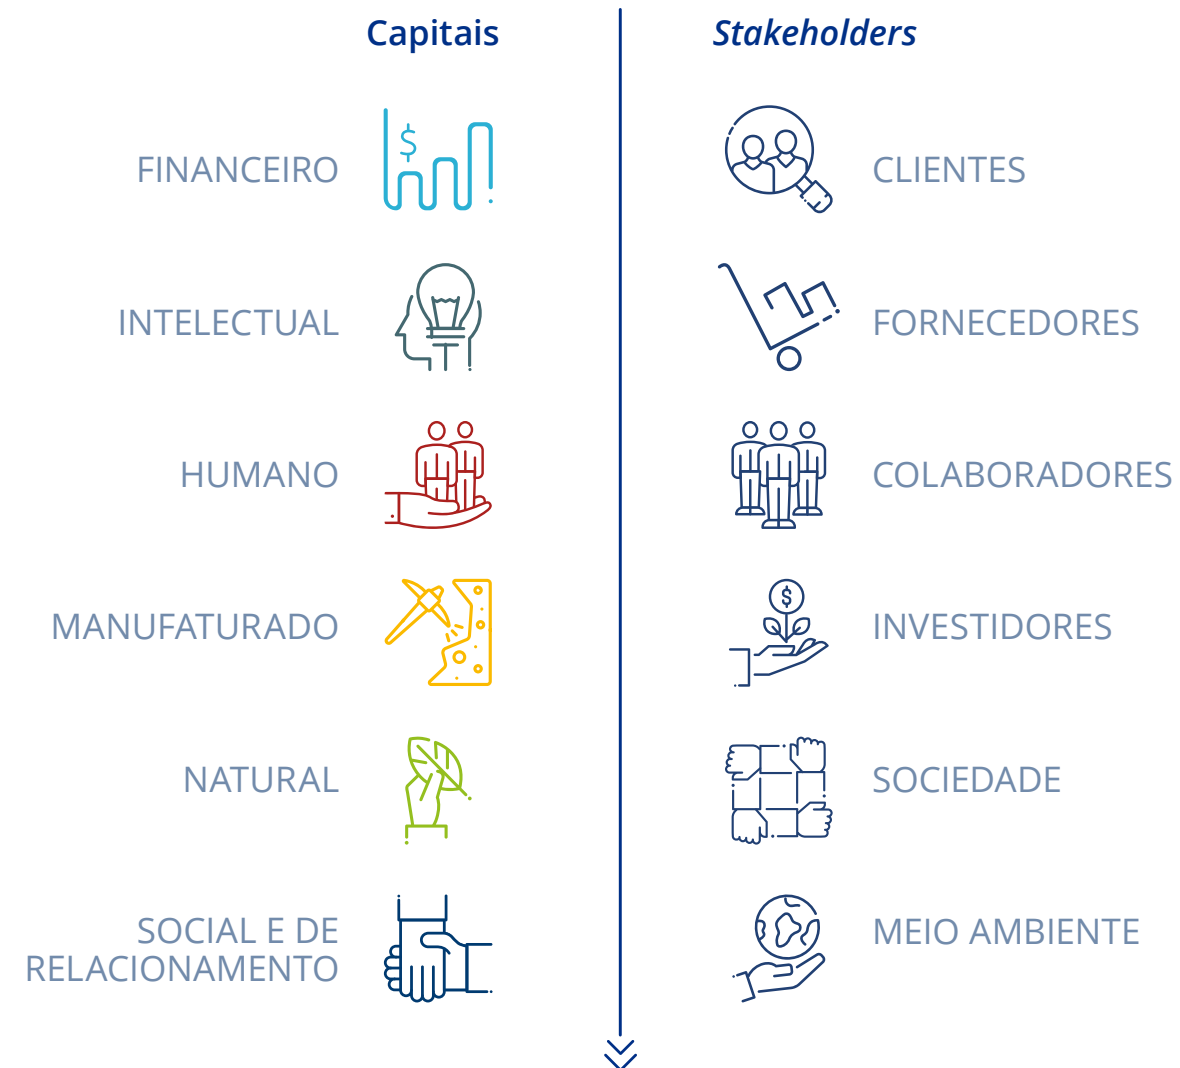 Capitais
FINANCEIRO
$
INTELECTUAL
HUMANO
MANUFATURADO
NATURAL
SOCIAL E DE
RELACIONAMENTO
Stakeholders
CLIENTES
FORNECEDORES
COLABORADORES
INVESTIDORES
$
SOCIEDADE
MEIO AMBIENTE